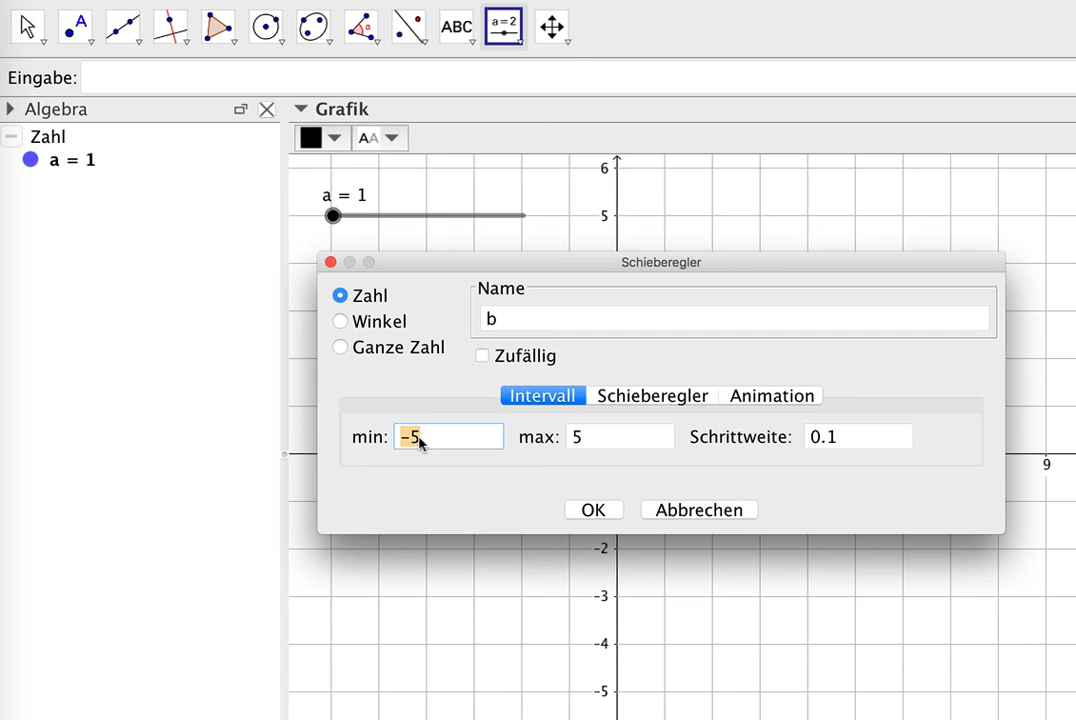 A ABC a=2
Eingabe:
Algebra
Grafik
Zahl
a = 1
AA
6
a = 1
5
Schieberegler
Zahl
Name
Winkel
b
Ganze Zahl
Zufällig
Intervall Schieberegler Animation
min: -5 max: 5 Schrittweite: 0.1
9
OK Abbrechen
-2
-3
-4
-5